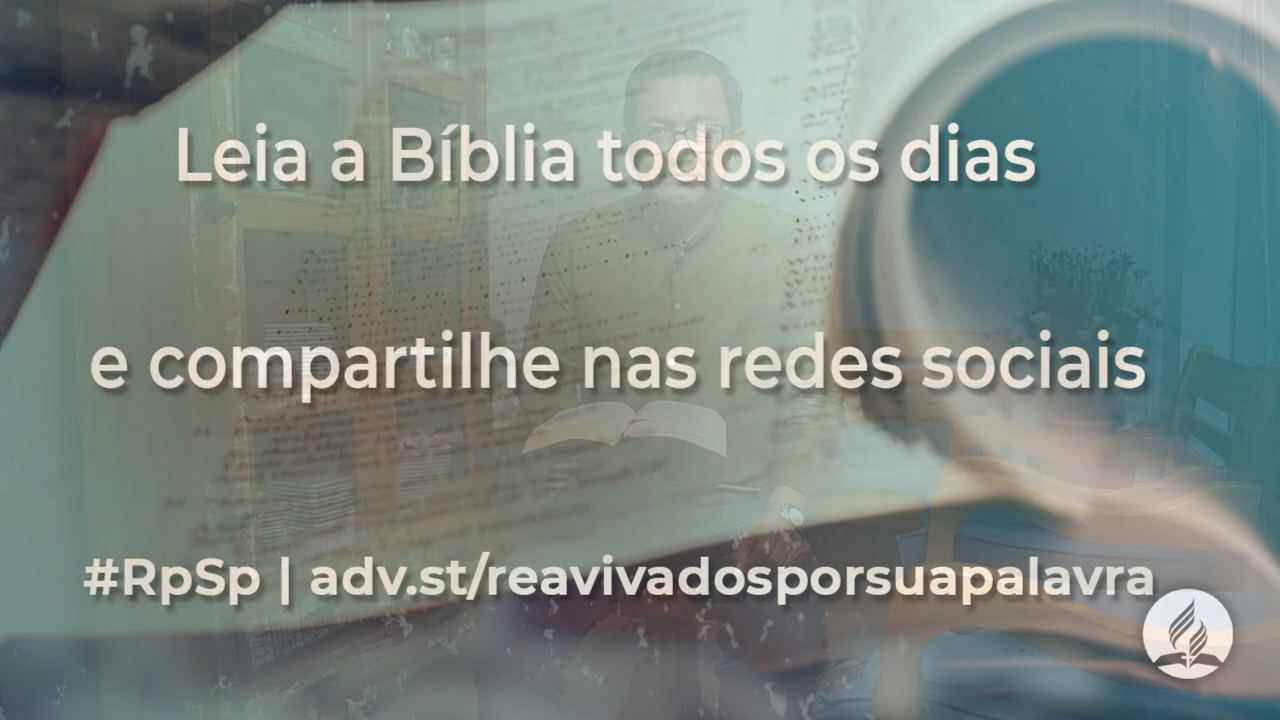 Leia a Bíblia todos os dias
e compartilhe nas redes sociais
#RpSp | adv.st/reavivadosporsuapalavra